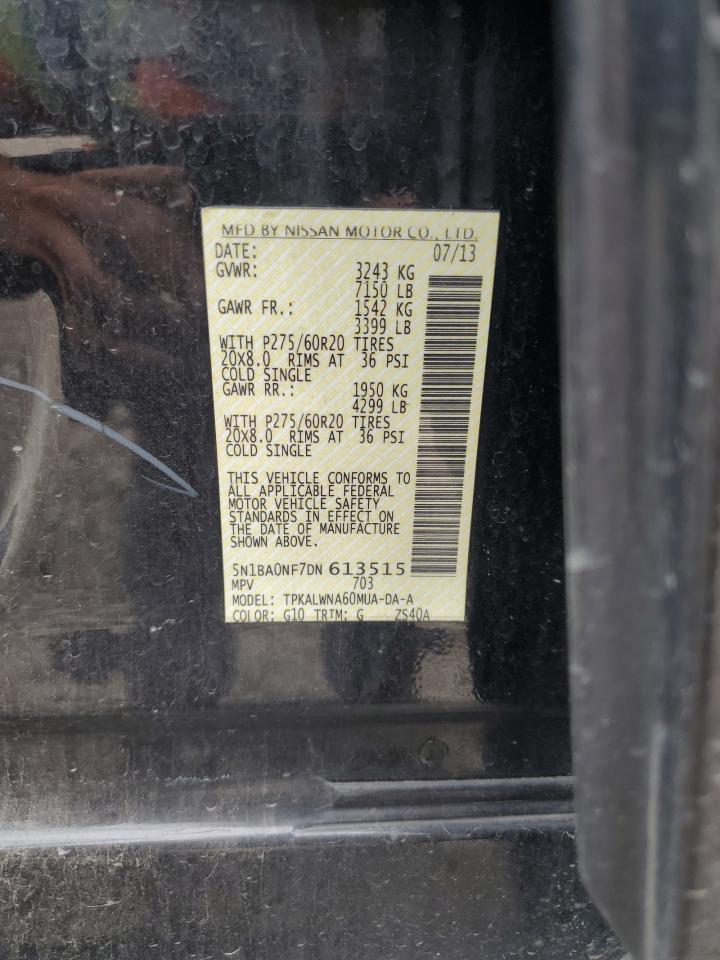 MFD BY NISSAN MOTOR CO., LTD.
DATE: 07/13
GVWR: 3243 KG
7150 LB
GAWR FR.: 1542 KG
3399 LB
WITH P275/60R20 TIRES
20X8.0 RIMS AT 36 PSI
COLD SINGLE
GAWR RR.: 1950 KG
4299 LB
WITH P275/60R20 TIRES
20X8.0 RIMS AT 36 PSI
COLD SINGLE
THIS VEHICLE CONFORMS TO
ALL APPLICABLE FEDERAL
MOTOR VEHICLE SAFETY
STANDARDS IN EFFECT ON
THE DATE OF MANUFACTURE
SHOWN ABOVE.
5N1BA0NF7DN 613515
MPV 703
MODEL: TPKALWNA60MUA-DA-A
COLOR: G10 TRIM: G ZS40A